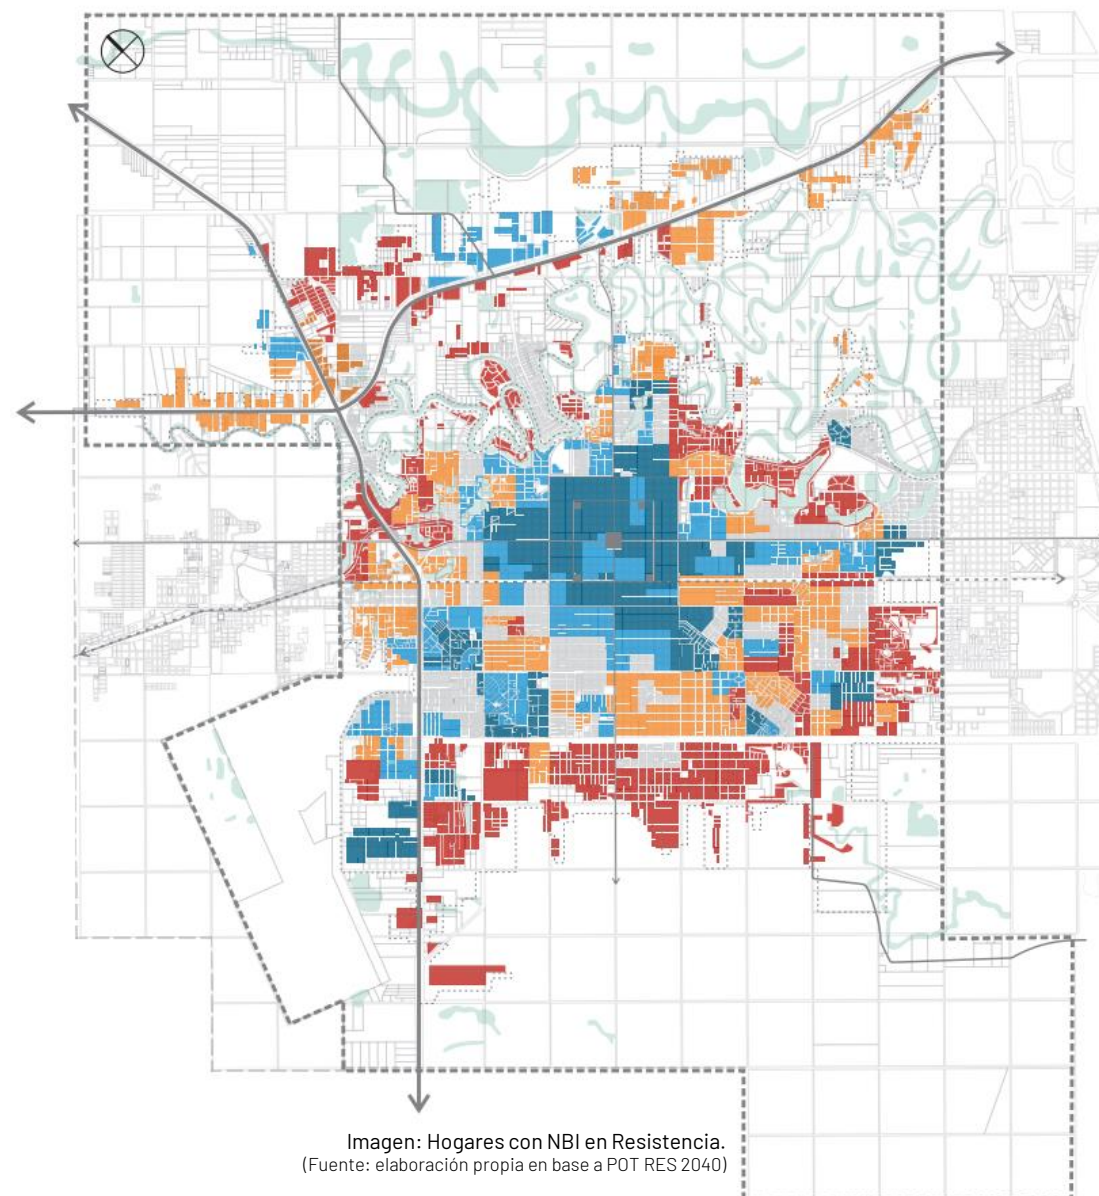 Imagen: Hogares con NBI en Resistencia.
(Fuente: elaboración propia en base a POT RES 2040)